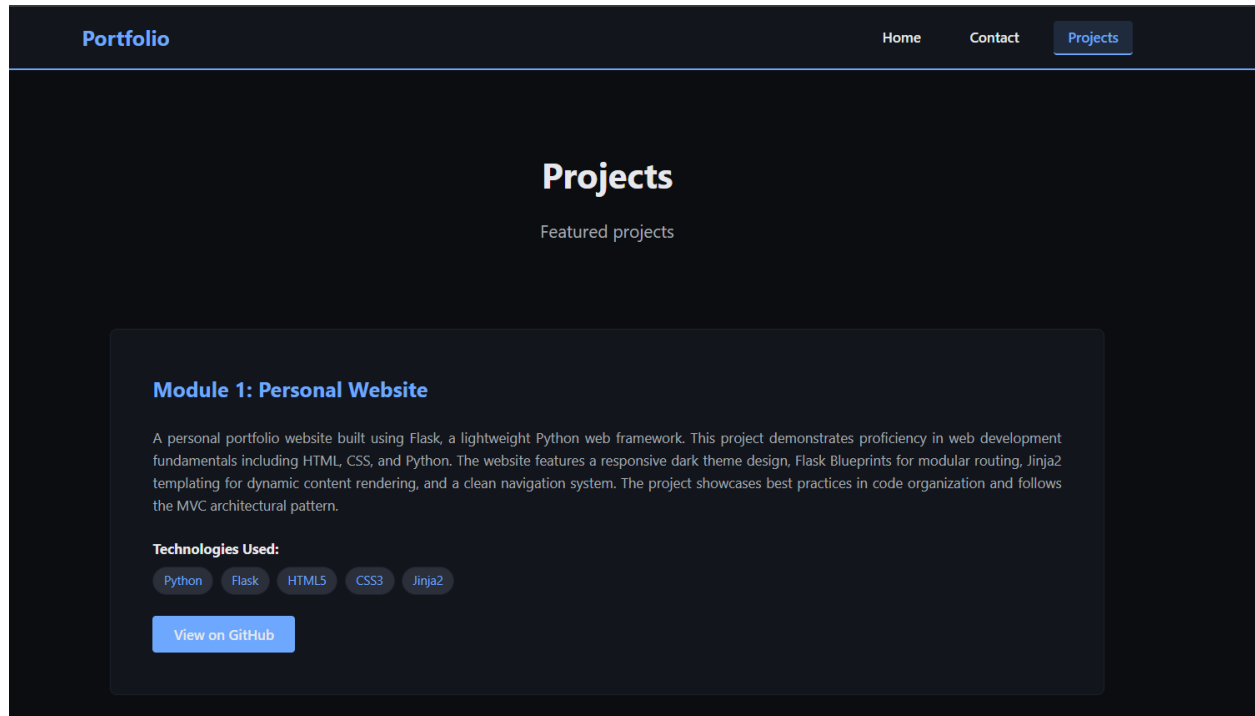 Portfolio
Home Contact Projects
Projects
Featured projects
Module 1: Personal Website
A personal portfolio website built using Flask, a lightweight Python web framework. This project demonstrates proficiency in web development
fundamentals including HTML, CSS, and Python. The website features a responsive dark theme design, Flask Blueprints for modular routing, Jinja2
templating for dynamic content rendering, and a clean navigation system. The project showcases best practices in code organization and follows
the MVC architectural pattern.
Technologies Used:
Python Flask HTML5 CSS3 Jinja2
View on GitHub